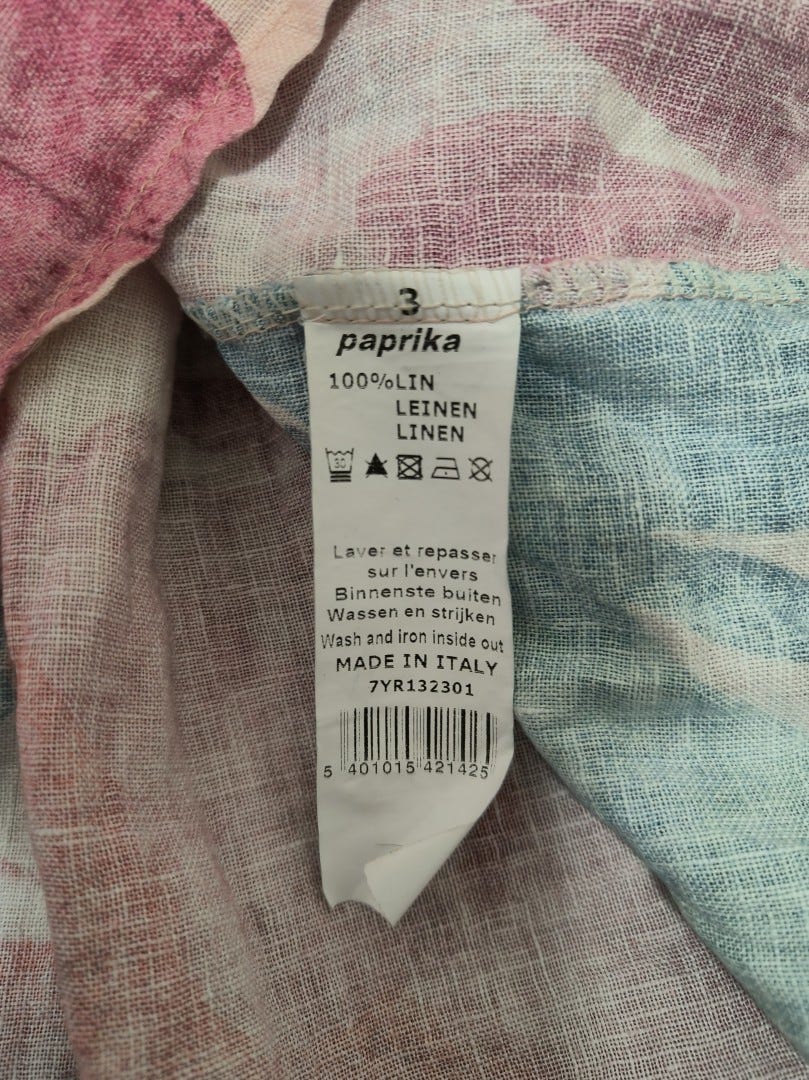 3
paprika
100%LIN
LEINEN
LINEN
30
Laver et repasser
sur l'envers
Binnenste buiten
Wassen en strijken
Wash and iron inside out
MADE IN ITALY
7YR132301
5 401015 421425